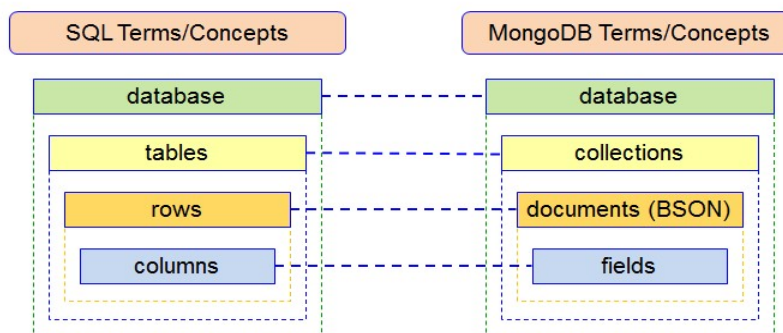 SQL Terms/Concepts
MongoDB Terms/Concepts
database
database
tables
collections
rows
documents (BSON)
columns
fields